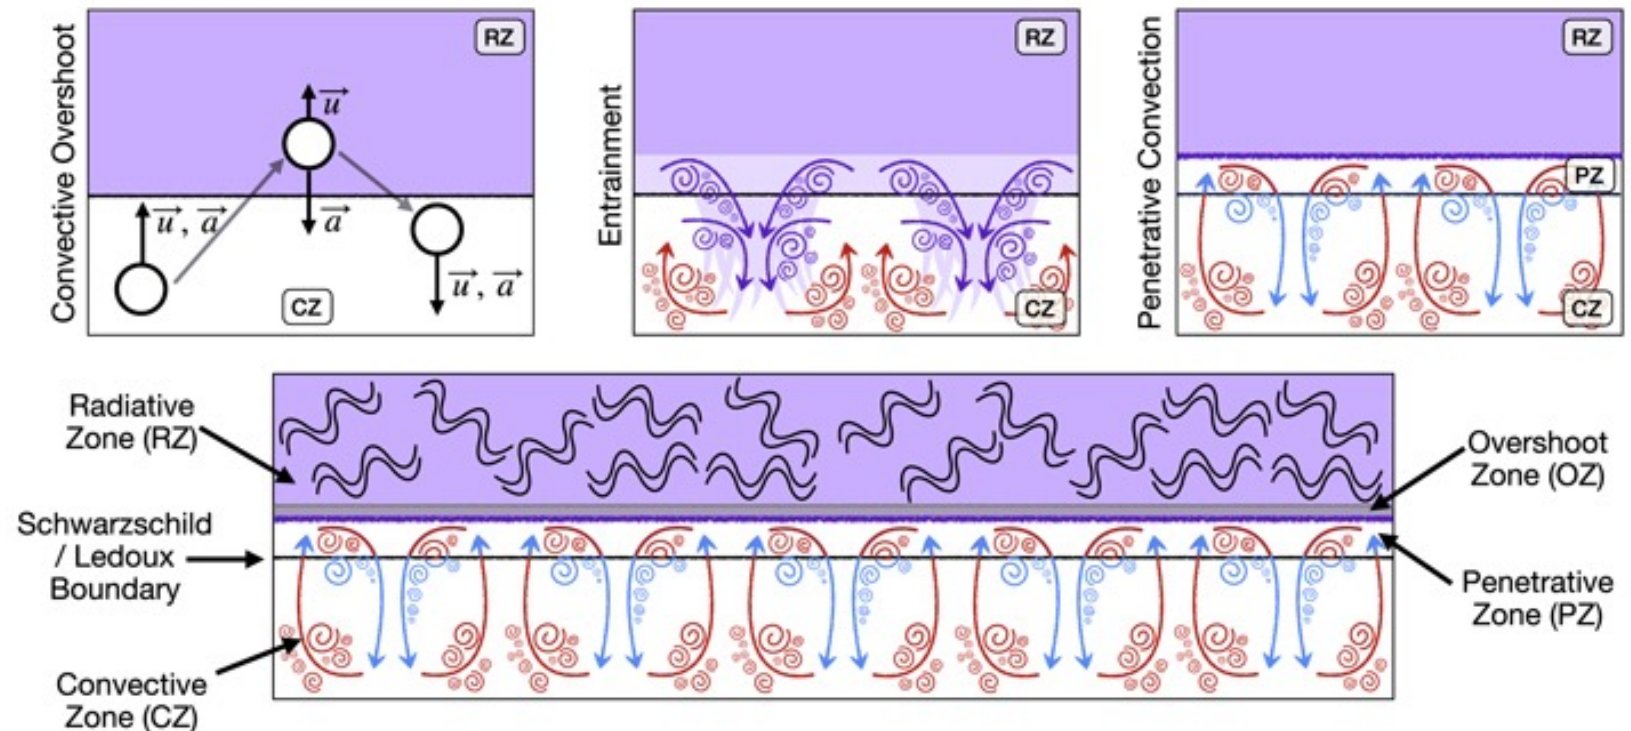 Convective Overshoot
RZ
u⃗
u⃗, a⃗
a⃗
u⃗, a⃗
CZ
Entrainment
RZ
CZ
Penetrative Convection
RZ
PZ
CZ
Radiative
Zone (RZ)
Overshoot
Zone (OZ)
Schwarzschild
/ Ledoux
Boundary
Penetrative
Zone (PZ)
Convective
Zone (CZ)